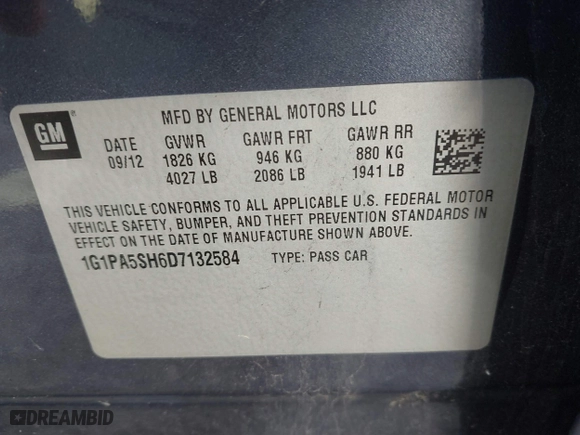 GM
MFD BY GENERAL MOTORS LLC
DATE GVWR GAWR FRT GAWR RR
09/12 1826 KG 946 KG 880 KG
4027 LB 2086 LB 1941 LB
THIS VEHICLE CONFORMS TO ALL APPLICABLE U.S. FEDERAL MOTOR
VEHICLE SAFETY, BUMPER, AND THEFT PREVENTION STANDARDS IN
EFFECT ON THE DATE OF MANUFACTURE SHOWN ABOVE.
1G1PA5SH6D7132584 TYPE: PASS CAR
DREAMBID